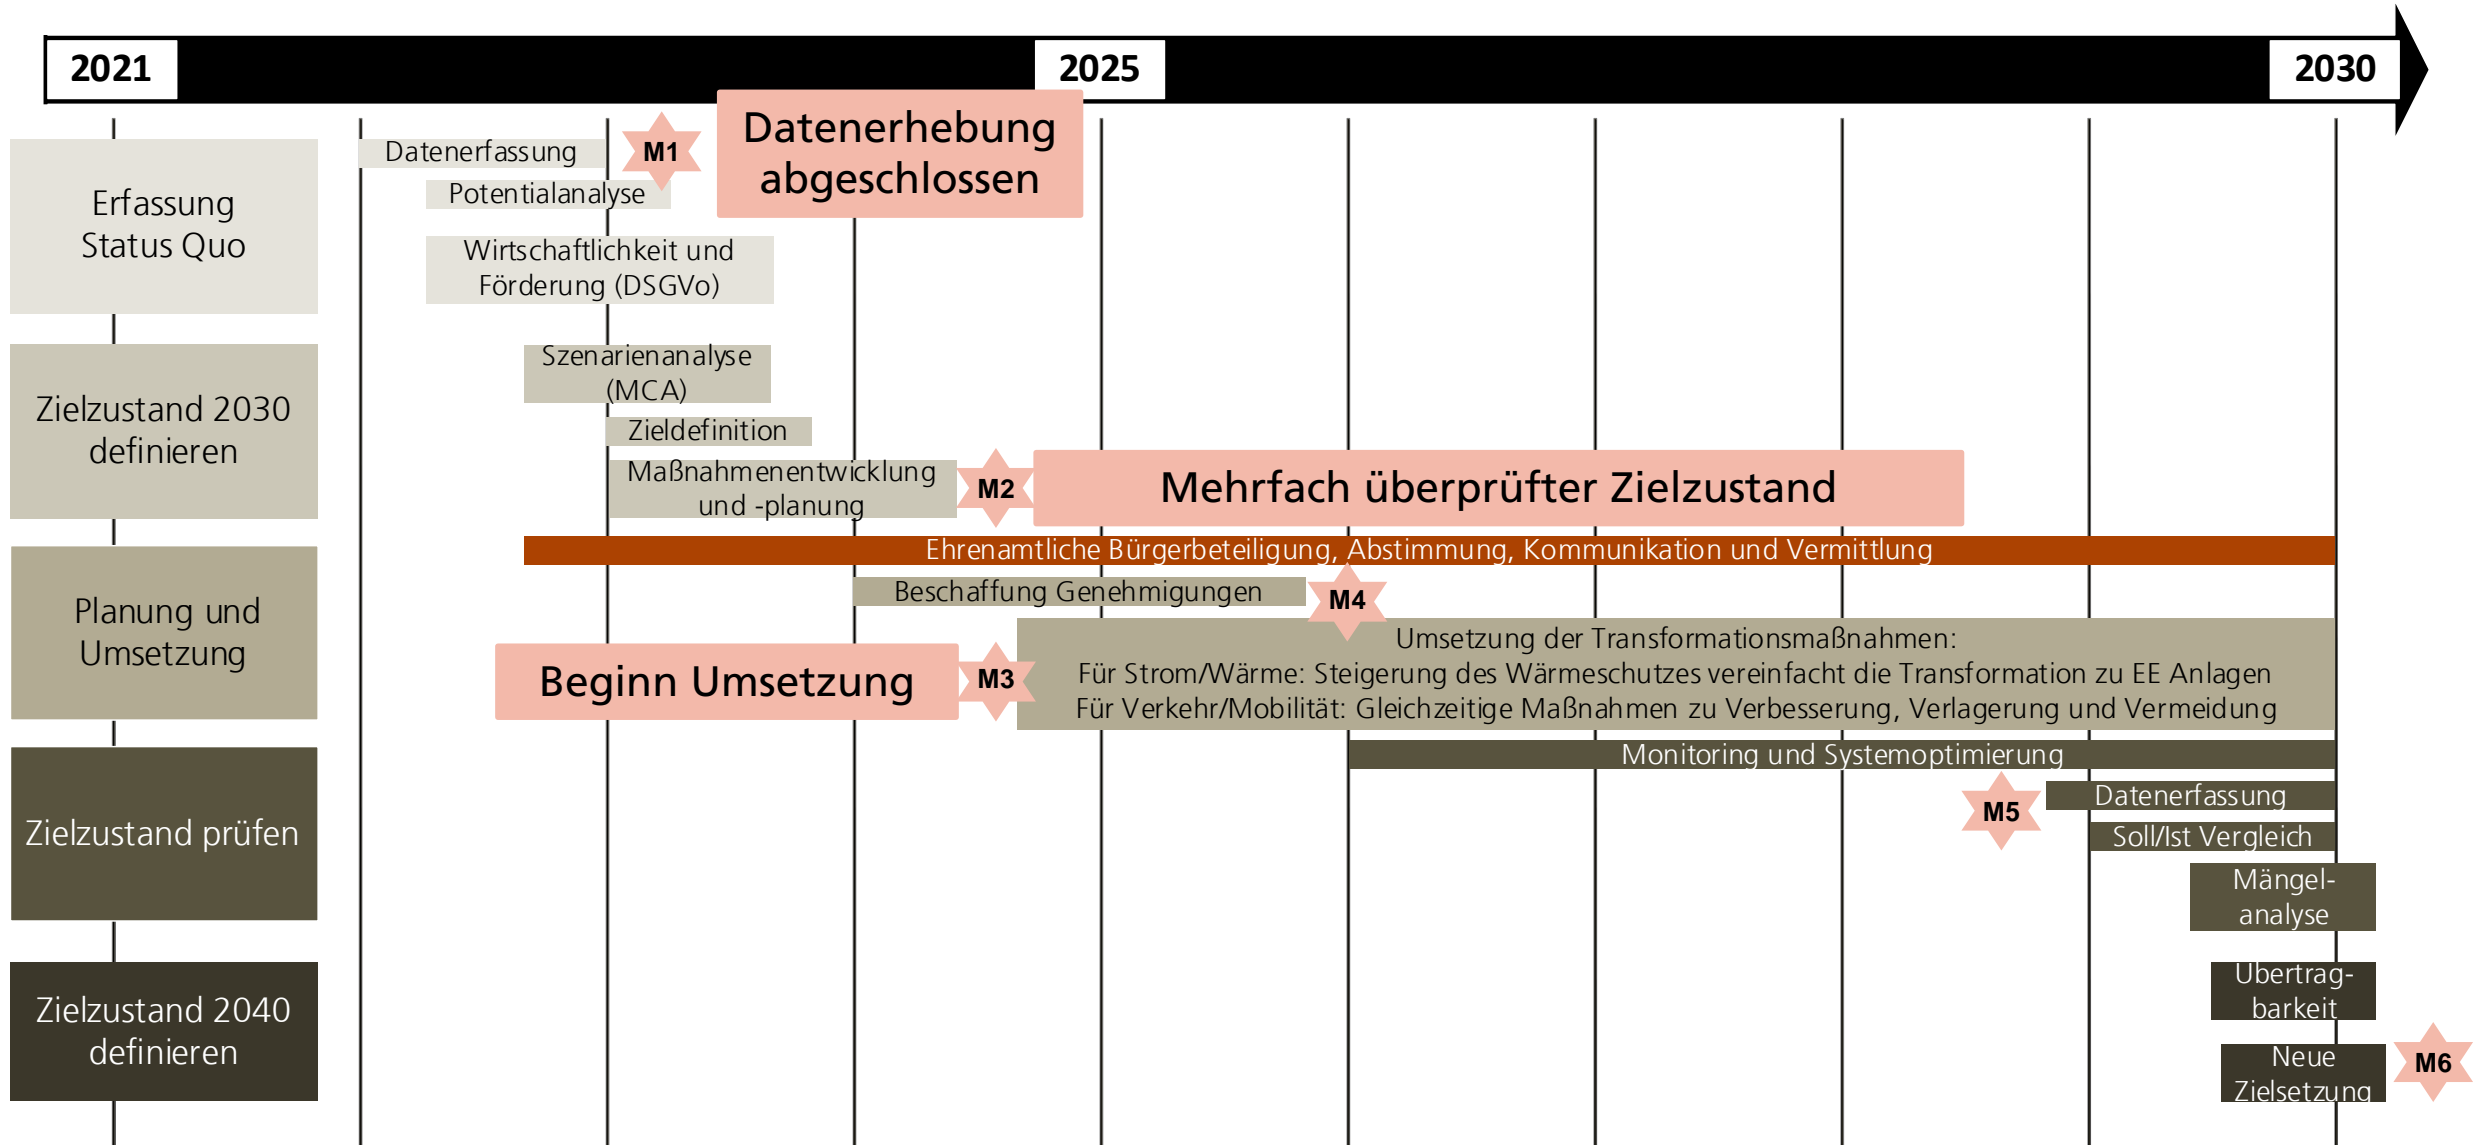 2021
2025
2030
Erfassung
Status Quo
Datenerfassung
M1
Datenerhebung
abgeschlossen
Potentialanalyse
Wirtschaftlichkeit und
Förderung (DSGVo)
Zielzustand 2030
definieren
Szenarienanalyse
(MCA)
Zieldefinition
Maßnahmenentwicklung
und -planung
M2
Mehrfach überprüfter Zielzustand
Planung und
Umsetzung
Ehrenamtliche Bürgerbeteiligung, Abstimmung, Kommunikation und Vermittlung
Beschaffung Genehmigungen
M4
Beginn Umsetzung
M3
Umsetzung der Transformationsmaßnahmen:
Für Strom/Wärme: Steigerung des Wärmeschutzes vereinfacht die Transformation zu EE Anlagen
Für Verkehr/Mobilität: Gleichzeitige Maßnahmen zu Verbesserung, Verlagerung und Vermeidung
Zielzustand prüfen
Monitoring und Systemoptimierung
M5
Datenerfassung
Soll/Ist Vergleich
Mängel-
analyse
Zielzustand 2040
definieren
Übertrag-
barkeit
Neue
Zielsetzung
M6